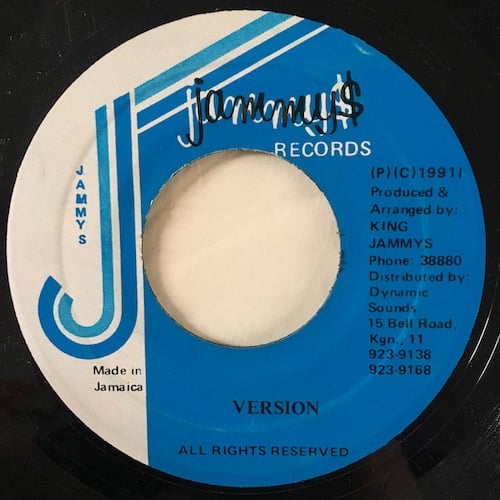 jammy$
RECORDS
JAMMYS
(P)(C)1991)
Produced &
Arranged by:
KING
JAMMYS
Phone: 38880
Distributed by:
Dynamic
Sounds
15 Bell Road,
Kgn., 11
923-9138
923-9168
Made in
Jamaica
VERSION
ALL RIGHTS RESERVED